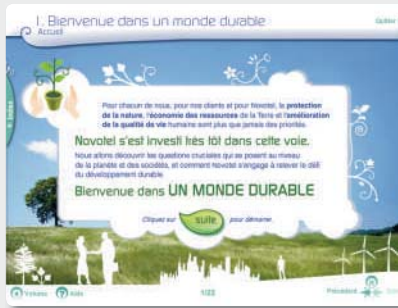 1. Bienvenue dans un monde durable
Accueil
Quitter
Pour chacun de nous, pour nos clients et pour Novotel, la protection
de la nature, l'économie des ressources de la Terre et l'amélioration
de la qualité de vie humaine sont plus que jamais des priorités.
Novotel s'est investi très tôt dans cette voie.
Nous allons découvrir les questions cruciales qui se posent au niveau
de la planète et des sociétés, et comment Novotel s'engage à relever le défi
du développement durable
Bienvenue dans UN MONDE DURABLE
Cliquez sur suite pour démarrer
Aide
1/23
Précédent